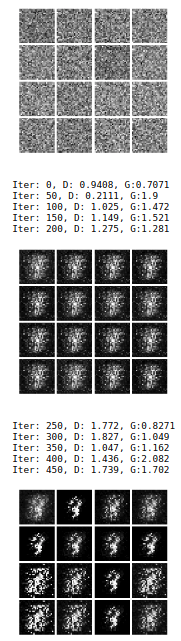 Iter: 0, D: 0.9408, G:0.7071
Iter: 50, D: 0.2111, G:1.9
Iter: 100, D: 1.025, G:1.472
Iter: 150, D: 1.149, G:1.521
Iter: 200, D: 1.275, G:1.281
Iter: 250, D: 1.772, G:0.8271
Iter: 300, D: 1.827, G:1.049
Iter: 350, D: 1.047, G:1.162
Iter: 400, D: 1.436, G:2.082
Iter: 450, D: 1.739, G:1.702